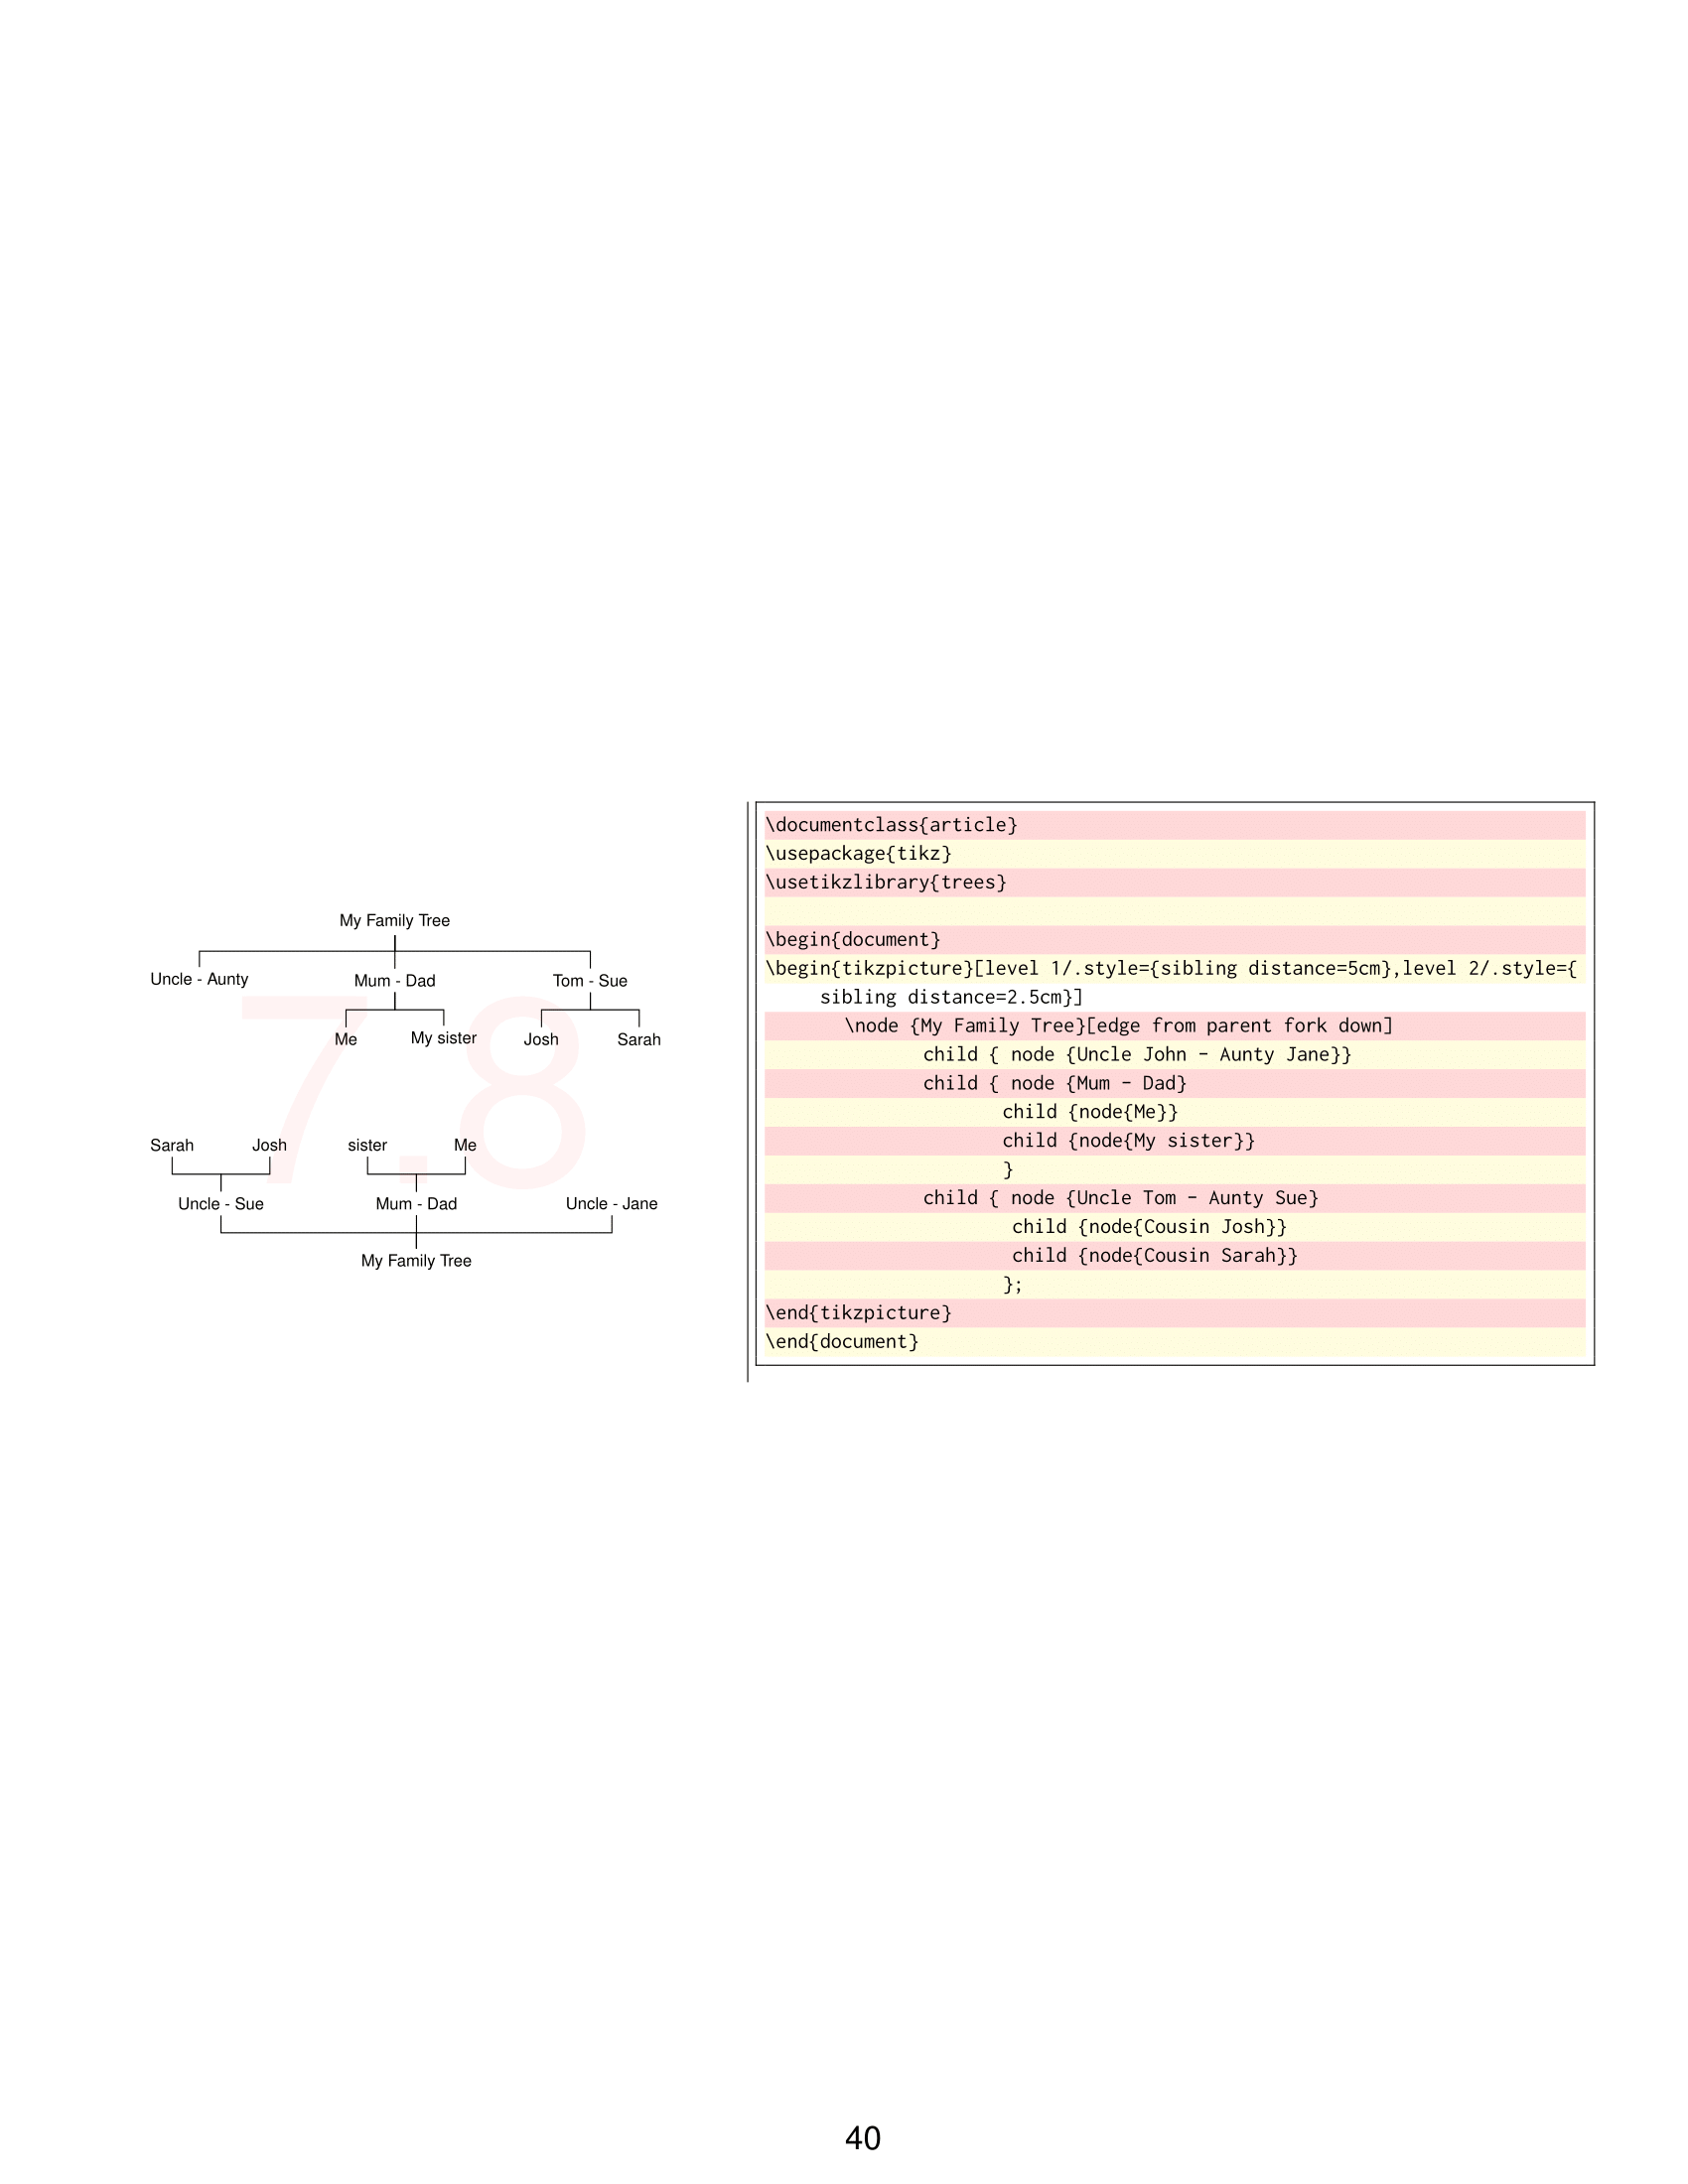 My Family Tree
Uncle - Aunty Mum - Dad Tom - Sue
Me My sister Josh Sarah
7.8
Sarah Josh sister Me
Uncle - Sue Mum - Dad Uncle - Jane
My Family Tree
\documentclass{article}
\usepackage{tikz}
\usetikzlibrary{trees}
\begin{document}
\begin{tikzpicture}[level 1/.style={sibling distance=5cm},level 2/.style={
sibling distance=2.5cm}]
\node {My Family Tree}[edge from parent fork down]
child { node {Uncle John - Aunty Jane}}
child { node {Mum - Dad}
child {node{Me}}
child {node{My sister}}
}
child { node {Uncle Tom - Aunty Sue}
child {node{Cousin Josh}}
child {node{Cousin Sarah}}
};
\end{tikzpicture}
\end{document}
40